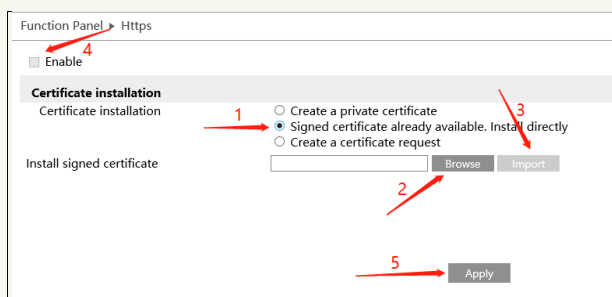 Function Panel ▸ Https
4
Enable
Certificate installation
Certificate installation
1
Create a private certificate
3
Signed certificate already available. Install directly
Create a certificate request
Install signed certificate
Browse
Import
2
5
Apply